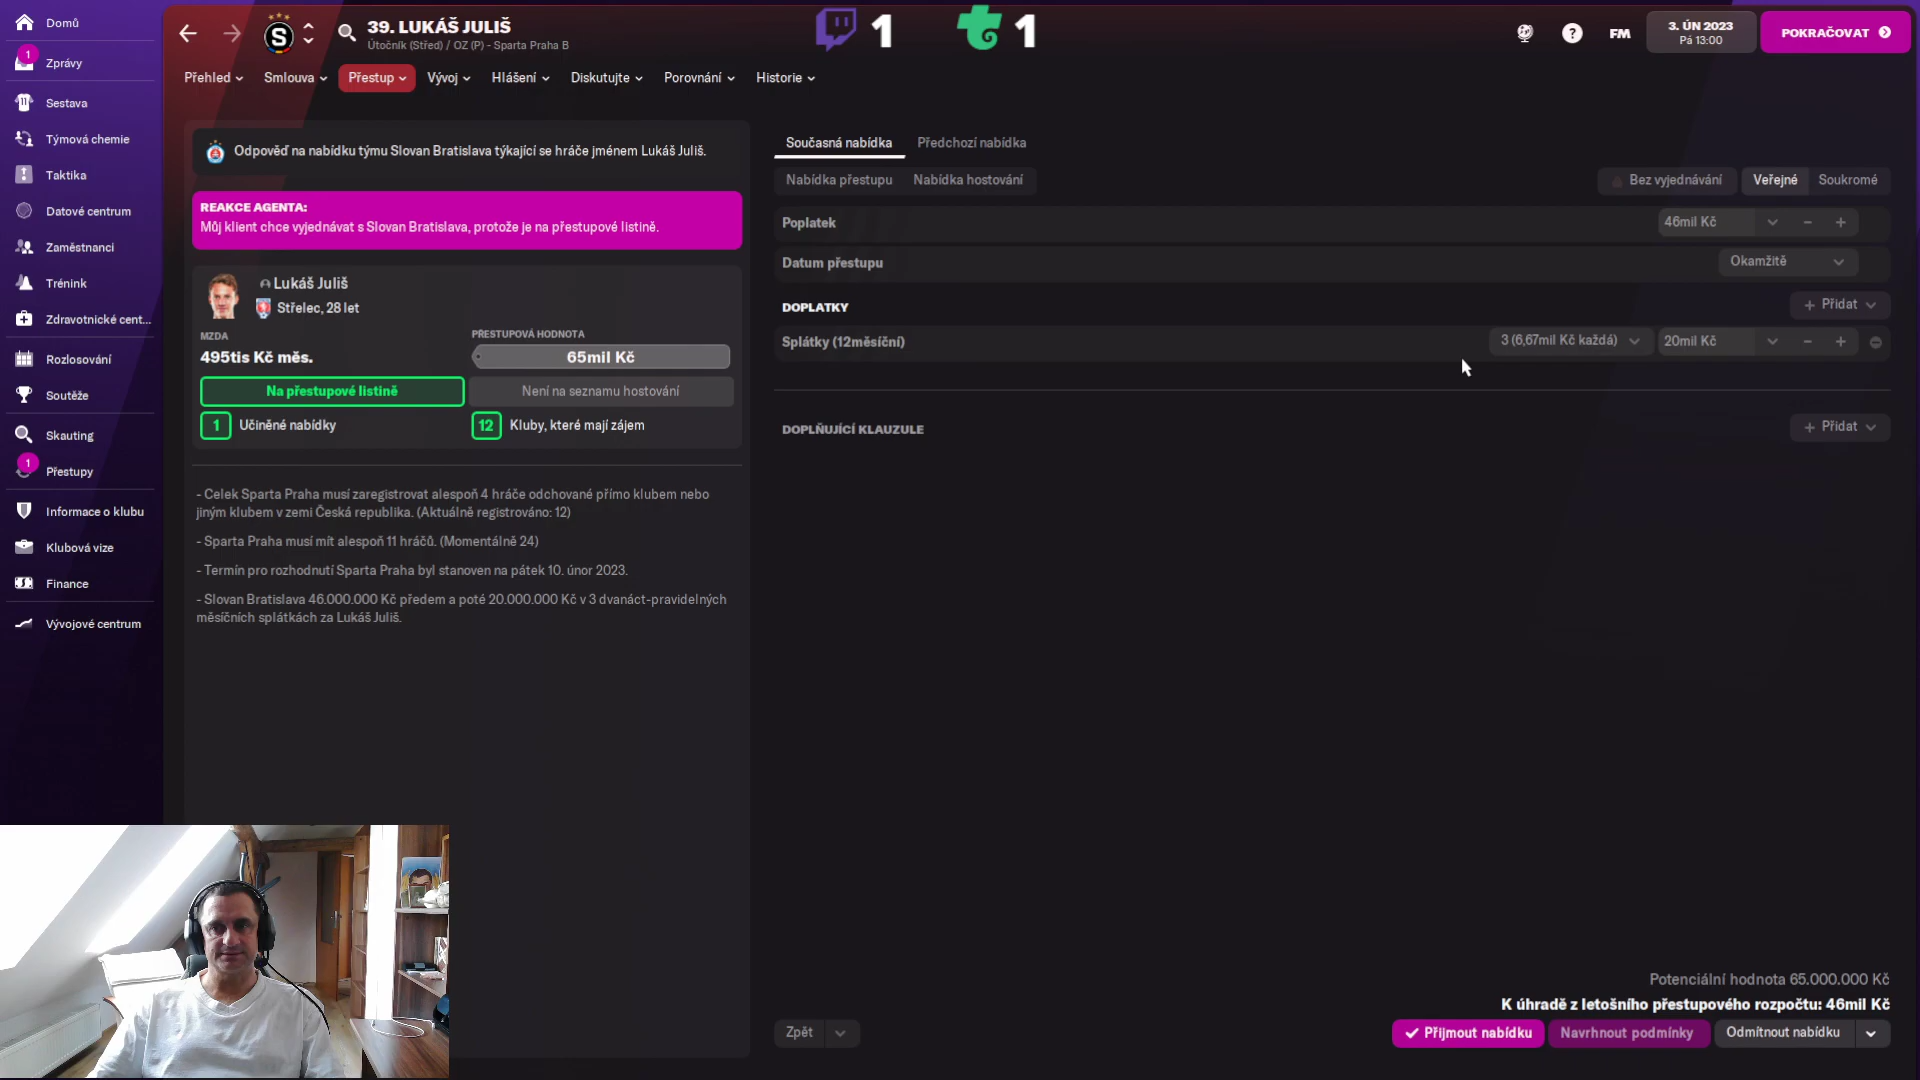 Domů
1
Zprávy
Sestava
Týmová chemie
Taktika
Datové centrum
Zaměstnanci
Trénink
Zdravotnické cent...
Rozlosování
Soutěže
Skauting
1
Přestupy
Informace o klubu
Klubová vize
Finance
Vývojové centrum
39. LUKÁŠ JULIŠ
Útočník (Střed) / OZ (P) - Sparta Praha B
1
1
?
FM
3. ÚN 2023
Pá 13:00
POKRAČOVAT
Přehled
Smlouva
Přestup
Vývoj
Hlášení
Diskutujte
Porovnání
Historie
Odpověď na nabídku týmu Slovan Bratislava týkající se hráče jménem Lukáš Juliš.
REAKCE AGENTA:
Můj klient chce vyjednávat s Slovan Bratislava, protože je na přestupové listině.
Lukáš Juliš
Střelec, 28 let
MZDA
495tis Kč měs.
PŘESTUPOVÁ HODNOTA
65mil Kč
Na přestupové listině
Není na seznamu hostování
1 Učiněné nabídky
12 Kluby, které mají zájem
- Celek Sparta Praha musí zaregistrovat alespoň 4 hráče odchované přímo klubem nebo
jiným klubem v zemi Česká republika. (Aktuálně registrováno: 12)
- Sparta Praha musí mít alespoň 11 hráčů. (Momentálně 24)
- Termín pro rozhodnutí Sparta Praha byl stanoven na pátek 10. únor 2023.
- Slovan Bratislava 46.000.000 Kč předem a poté 20.000.000 Kč v 3 dvanáct-pravidelných
měsíčních splátkách za Lukáš Juliš.
Současná nabídka
Předchozí nabídka
Nabídka přestupu
Nabídka hostování
Bez vyjednávání
Veřejné
Soukromé
Poplatek
46mil Kč
Datum přestupu
Okamžitě
DOPLATKY
Přidat
Splátky (12měsíční)
3 (6,67mil Kč každá)
20mil Kč
DOPLŇUJÍCÍ KLAUZULE
Přidat
Potenciální hodnota 65.000.000 Kč
K úhradě z letošního přestupového rozpočtu: 46mil Kč
Zpět
Přijmout nabídku
Navrhnout podmínky
Odmítnout nabídku